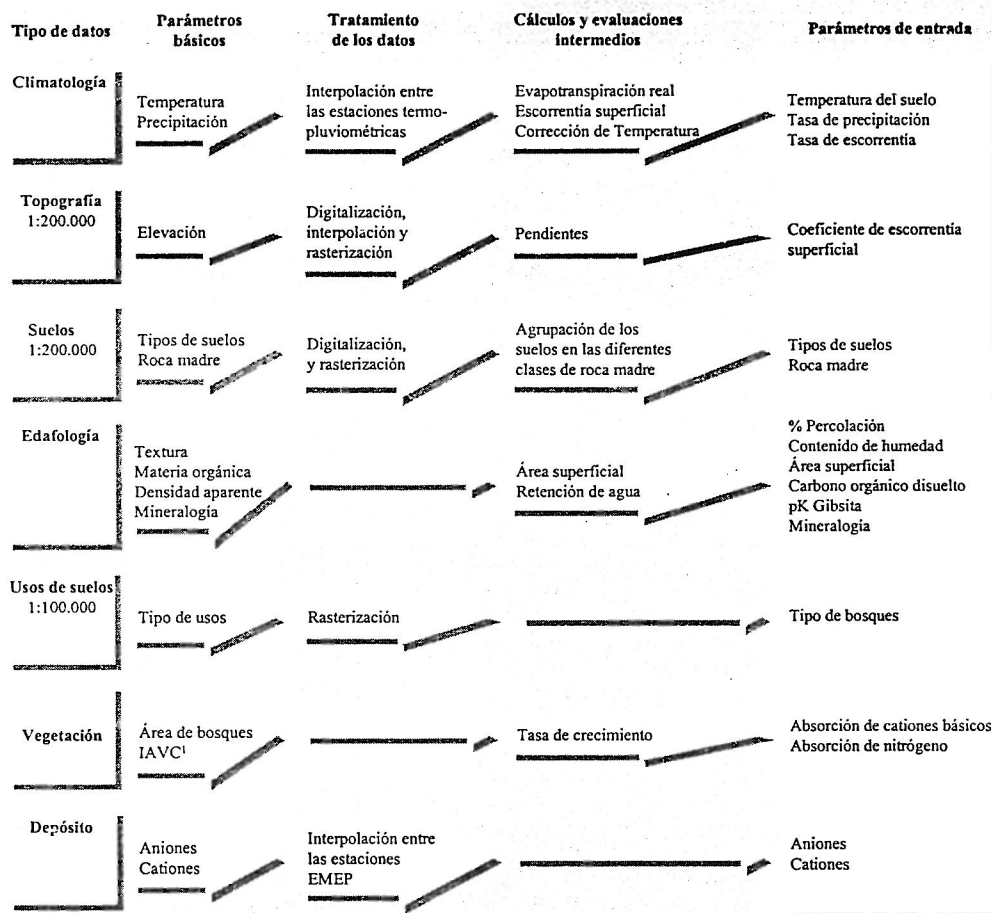 Tipo de datos
Parámetros
básicos
Tratamiento
de los datos
Cálculos y evaluaciones
intermedios
Parámetros de entrada
Climatología
Temperatura
Precipitación
Interpolación entre
las estaciones termo-
pluviométricas
Evapotranspiración real
Escorrentía superficial
Corrección de Temperatura
Temperatura del suelo
Tasa de precipitación
Tasa de escorrentía
Topografía
1:200.000
Elevación
Digitalización,
interpolación y
rasterización
Pendientes
Coeficiente de escorrentía
superficial
Suelos
1:200.000
Tipos de suelos
Roca madre
Digitalización,
y rasterización
Agrupación de los
suelos en las diferentes
clases de roca madre
Tipos de suelos
Roca madre
Edafología
Textura
Materia orgánica
Densidad aparente
Mineralogía
Área superficial
Retención de agua
% Percolación
Contenido de humedad
Área superficial
Carbono orgánico disuelto
pK Gibsita
Mineralogía
Usos de suelos
1:100.000
Tipo de usos
Rasterización
Tipo de bosques
Vegetación
Área de bosques
IAVC¹
Tasa de crecimiento
Absorción de cationes básicos
Absorción de nitrógeno
Depósito
Aniones
Cationes
Interpolación entre
las estaciones
EMEP
Aniones
Cationes